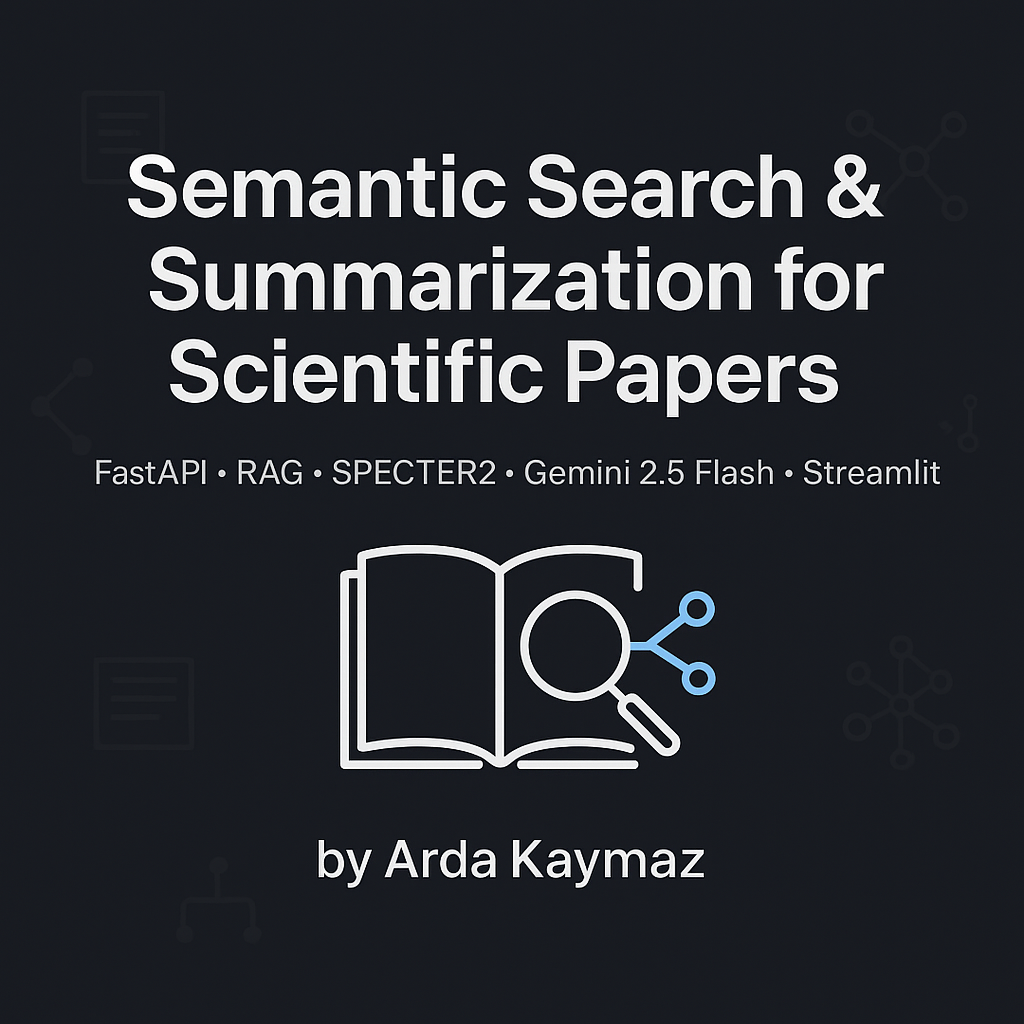 Semantic Search &
Summarization for
Scientific Papers
FastAPI • RAG • SPECTER2 • Gemini 2.5 Flash • Streamlit
by Arda Kaymaz